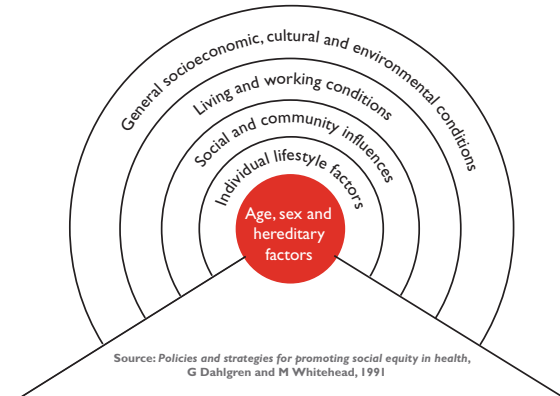 General socioeconomic, cultural and environmental conditions
Living and working conditions
Social and community influences
Individual lifestyle factors
Age, sex and
hereditary
factors
Source: Policies and strategies for promoting social equity in health,
G Dahlgren and M Whitehead, 1991